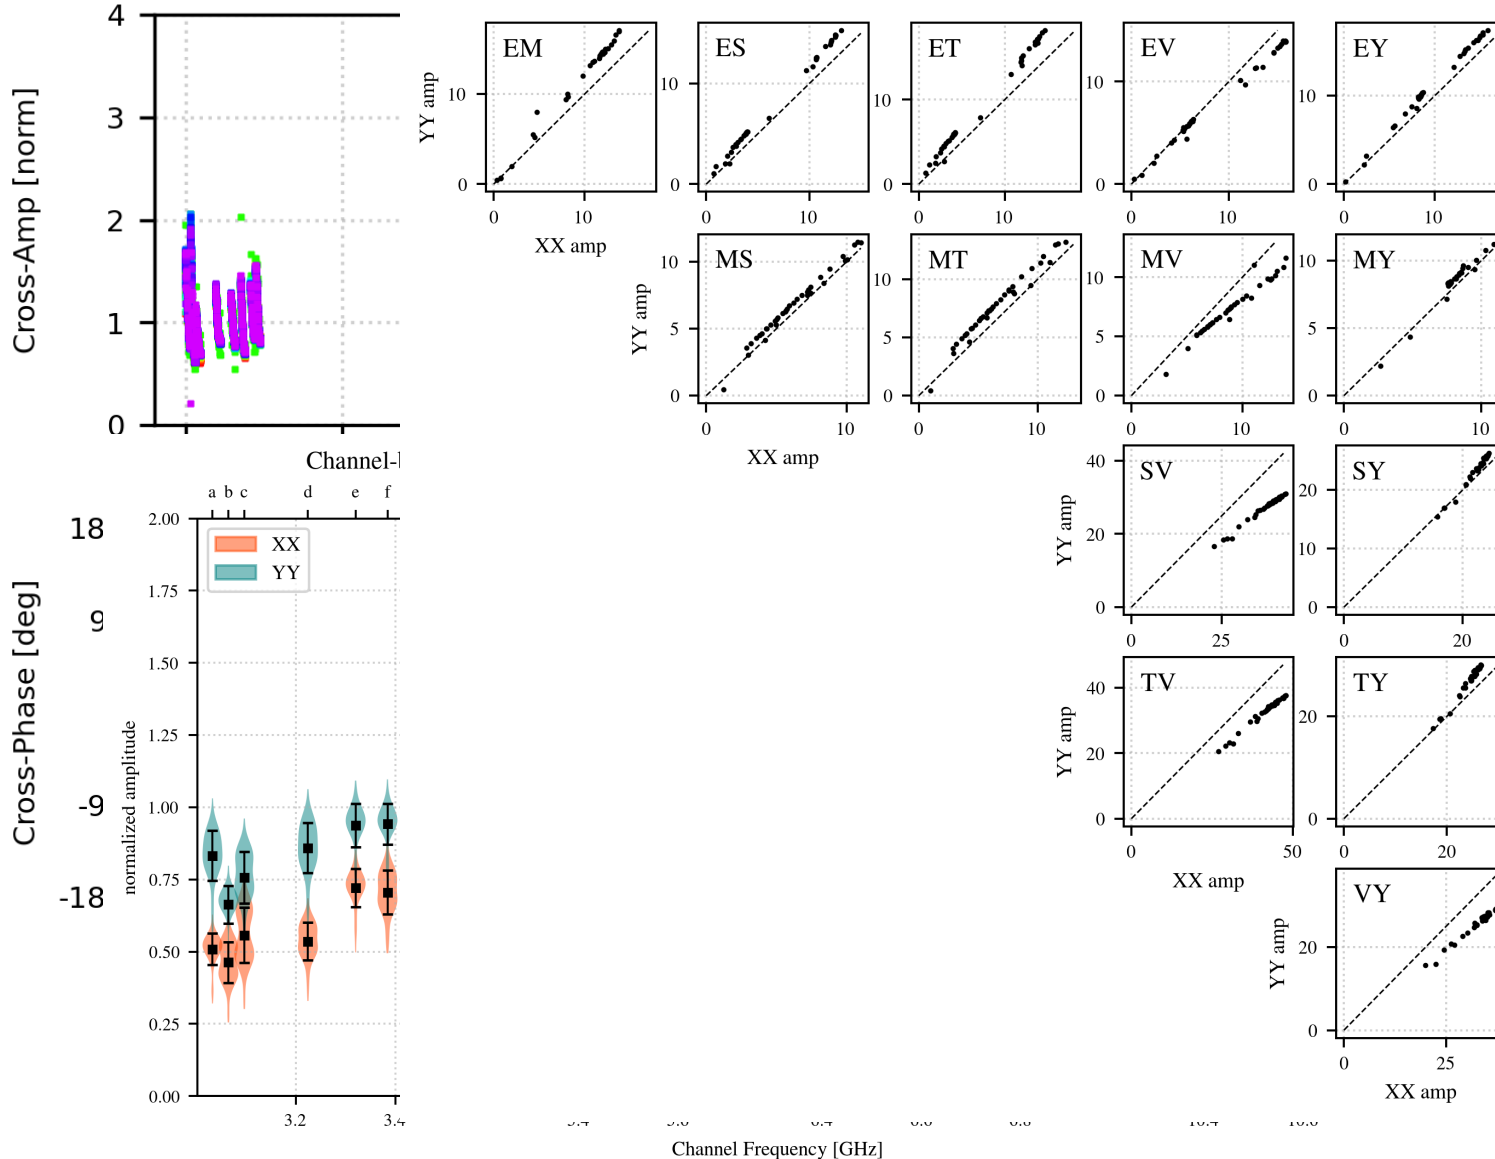 Cross-Amp [norm]
4
3
2
1
0
Channel-
Cross-Phase [deg]
18
9
-9
-18
a b c d e f
XX
YY
normalized amplitude
2.00
1.75
1.50
1.25
1.00
0.75
0.50
0.25
0.00
3.2 3.4
Channel Frequency [GHz]
EM
YY amp
10
0
0 10
XX amp
ES
10
0
0 10
ET
10
0
0 10
EV
10
0
0 10
EY
10
0
0 10
MS
YY amp
10
5
0
0 10
XX amp
MT
10
5
0
0 10
MV
10
5
0
0 10
MY
10
5
0
0 10
SV
YY amp
40
20
0
0 25
SY
20
10
0
0 20
TV
YY amp
40
20
0
0 50
XX amp
TY
20
0
0 20
VY
YY amp
20
0
0 25
XX amp